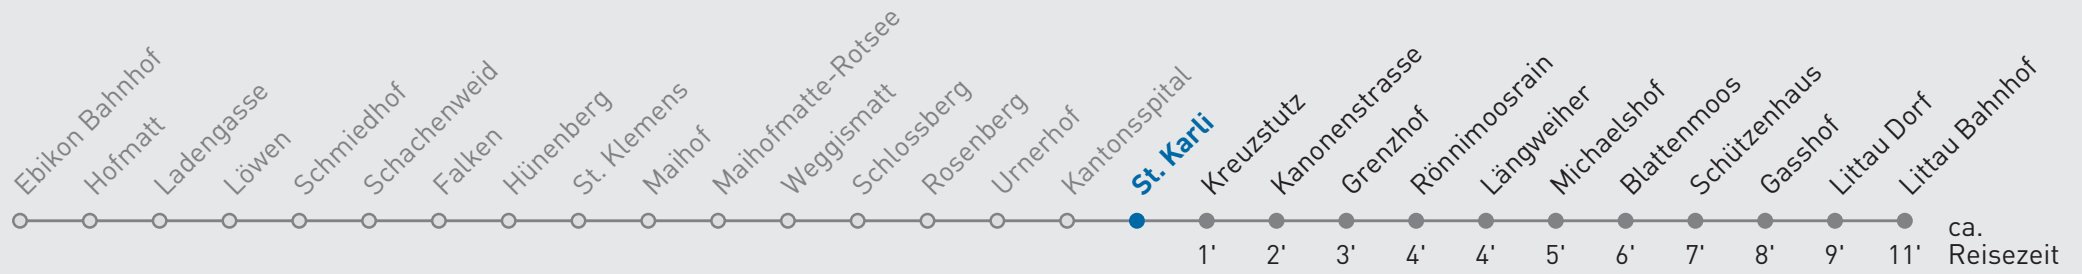 Ebikon Bahnhof
Hofmatt
Ladengasse
Löwen
Schmiedhof
Schachenweid
Falken
Hünenberg
St. Klemens
Maihof
Maihofmatte-Rotsee
Weggismatt
Schlossberg
Rosenberg
Urnerhof
Kantonsspital
St. Karli
Kreuzstutz
Kanonenstrasse
Grenzhof
Rönnimoosrain
Längweiher
Michaelshof
Blattenmoos
Schützenhaus
Gasshof
Littau Dorf
Littau Bahnhof
1' 2' 3' 4' 4' 5' 6' 7' 8' 9' 11'
ca.
Reisezeit